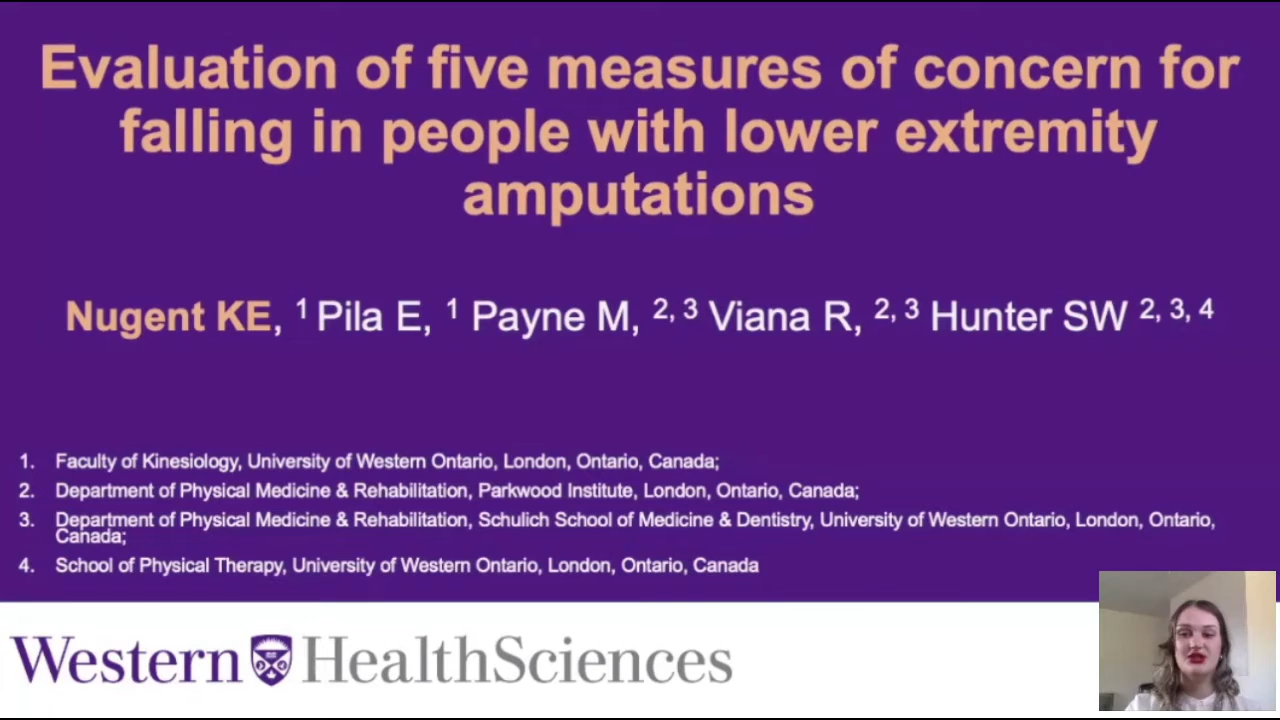 Evaluation of five measures of concern for
falling in people with lower extremity
amputations
Nugent KE, 1 Pila E, 1 Payne M, 2, 3 Viana R, 2, 3 Hunter SW 2, 3, 4
1. Faculty of Kinesiology, University of Western Ontario, London, Ontario, Canada;
2. Department of Physical Medicine & Rehabilitation, Parkwood Institute, London, Ontario, Canada;
3. Department of Physical Medicine & Rehabilitation, Schulich School of Medicine & Dentistry, University of Western Ontario, London, Ontario,
Canada;
4. School of Physical Therapy, University of Western Ontario, London, Ontario, Canada
Western HealthSciences